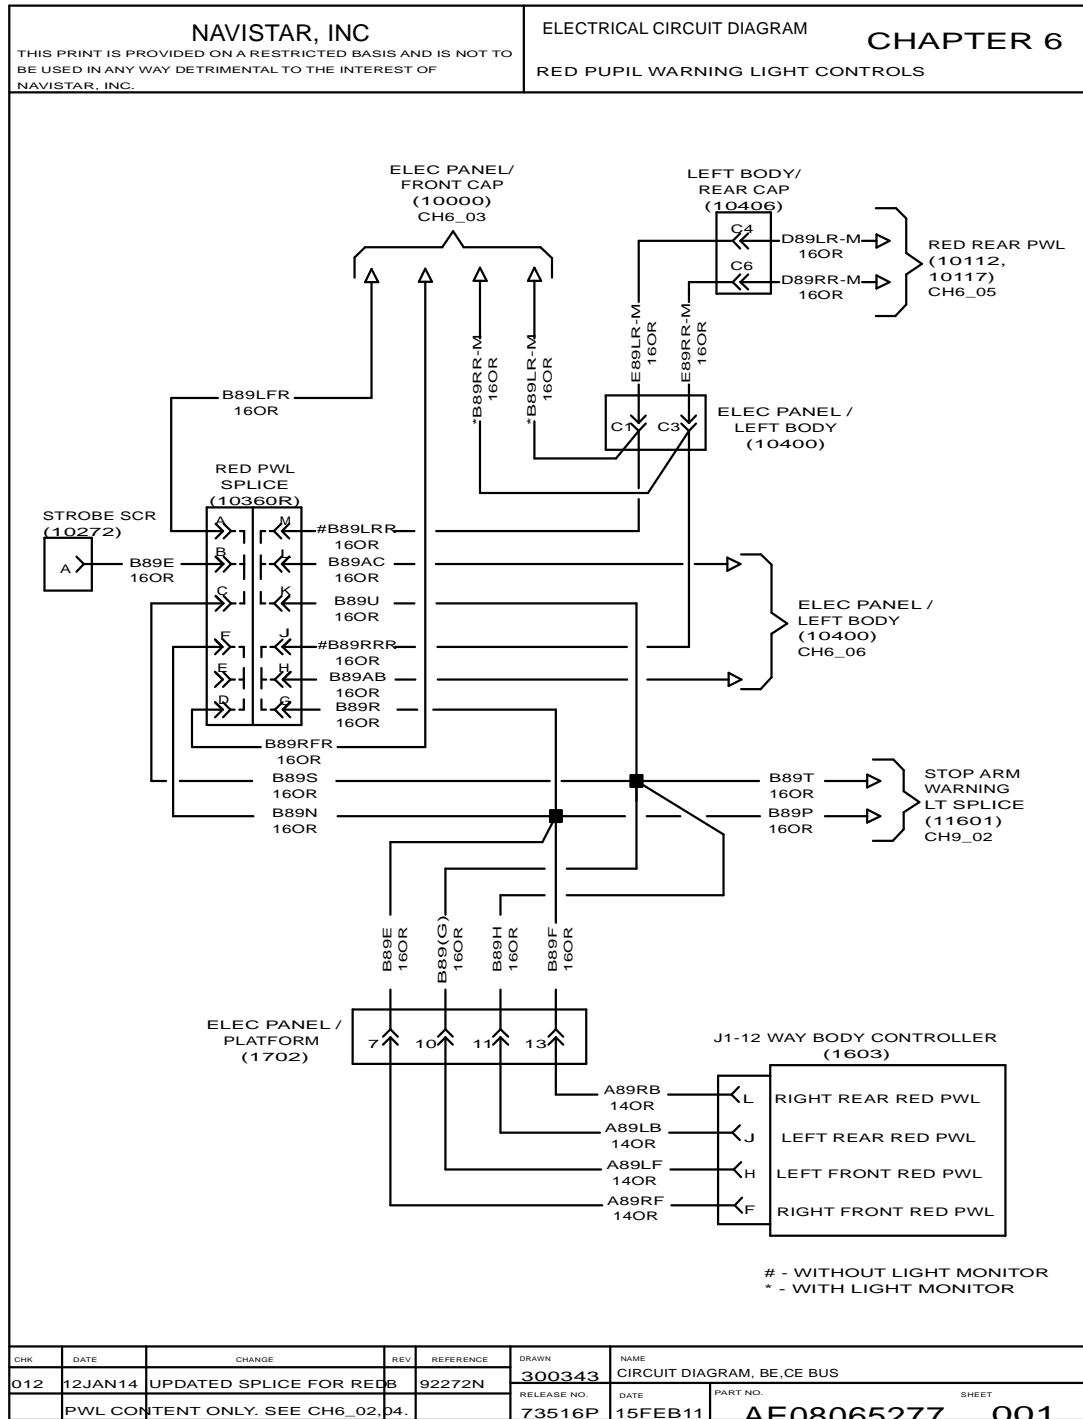 NAVISTAR, INC
THIS PRINT IS PROVIDED ON A RESTRICTED BASIS AND IS NOT TO
BE USED IN ANY WAY DETRIMENTAL TO THE INTEREST OF
NAVISTAR, INC.
ELECTRICAL CIRCUIT DIAGRAM
CHAPTER 6
RED PUPIL WARNING LIGHT CONTROLS
ELEC PANEL/
FRONT CAP
(10000)
CH6_03
LEFT BODY/
REAR CAP
(10406)
C4
D89LR-M
16OR
C6
D89RR-M
16OR
RED REAR PWL
(10112,
10117)
CH6_05
*B89RR-M
16OR
*B89LR-M
16OR
E89LR-M
16OR
E89RR-M
16OR
B89LFR
16OR
C1
C3
ELEC PANEL /
LEFT BODY
(10400)
RED PWL
SPLICE
(10360R)
STROBE SCR
(10272)
A
B89E
16OR
A
B
C
F
E
D
M
L
K
J
H
G
#B89LRR
16OR
B89AC
16OR
B89U
16OR
#B89RRR
16OR
B89AB
16OR
B89R
16OR
ELEC PANEL /
LEFT BODY
(10400)
CH6_06
B89RFR
16OR
B89S
16OR
B89N
16OR
B89T
16OR
B89P
16OR
STOP ARM
WARNING
LT SPLICE
(11601)
CH9_02
B89E
16OR
B89(G)
16OR
B89H
16OR
B89F
16OR
ELEC PANEL /
PLATFORM
(1702)
7
10
11
13
J1-12 WAY BODY CONTROLLER
(1603)
A89RB
14OR
L
RIGHT REAR RED PWL
A89LB
14OR
J
LEFT REAR RED PWL
A89LF
14OR
H
LEFT FRONT RED PWL
A89RF
14OR
F
RIGHT FRONT RED PWL
# - WITHOUT LIGHT MONITOR
* - WITH LIGHT MONITOR
CHK
DATE
CHANGE
REV
REFERENCE
012
12JAN14
UPDATED SPLICE FOR RED
B
92272N
PWL CONTENT ONLY. SEE CH6_02,04.
DRAWN
300343
NAME
CIRCUIT DIAGRAM, BE,CE BUS
RELEASE NO.
73516P
DATE
15FEB11
PART NO.
AE08065277
SHEET
001